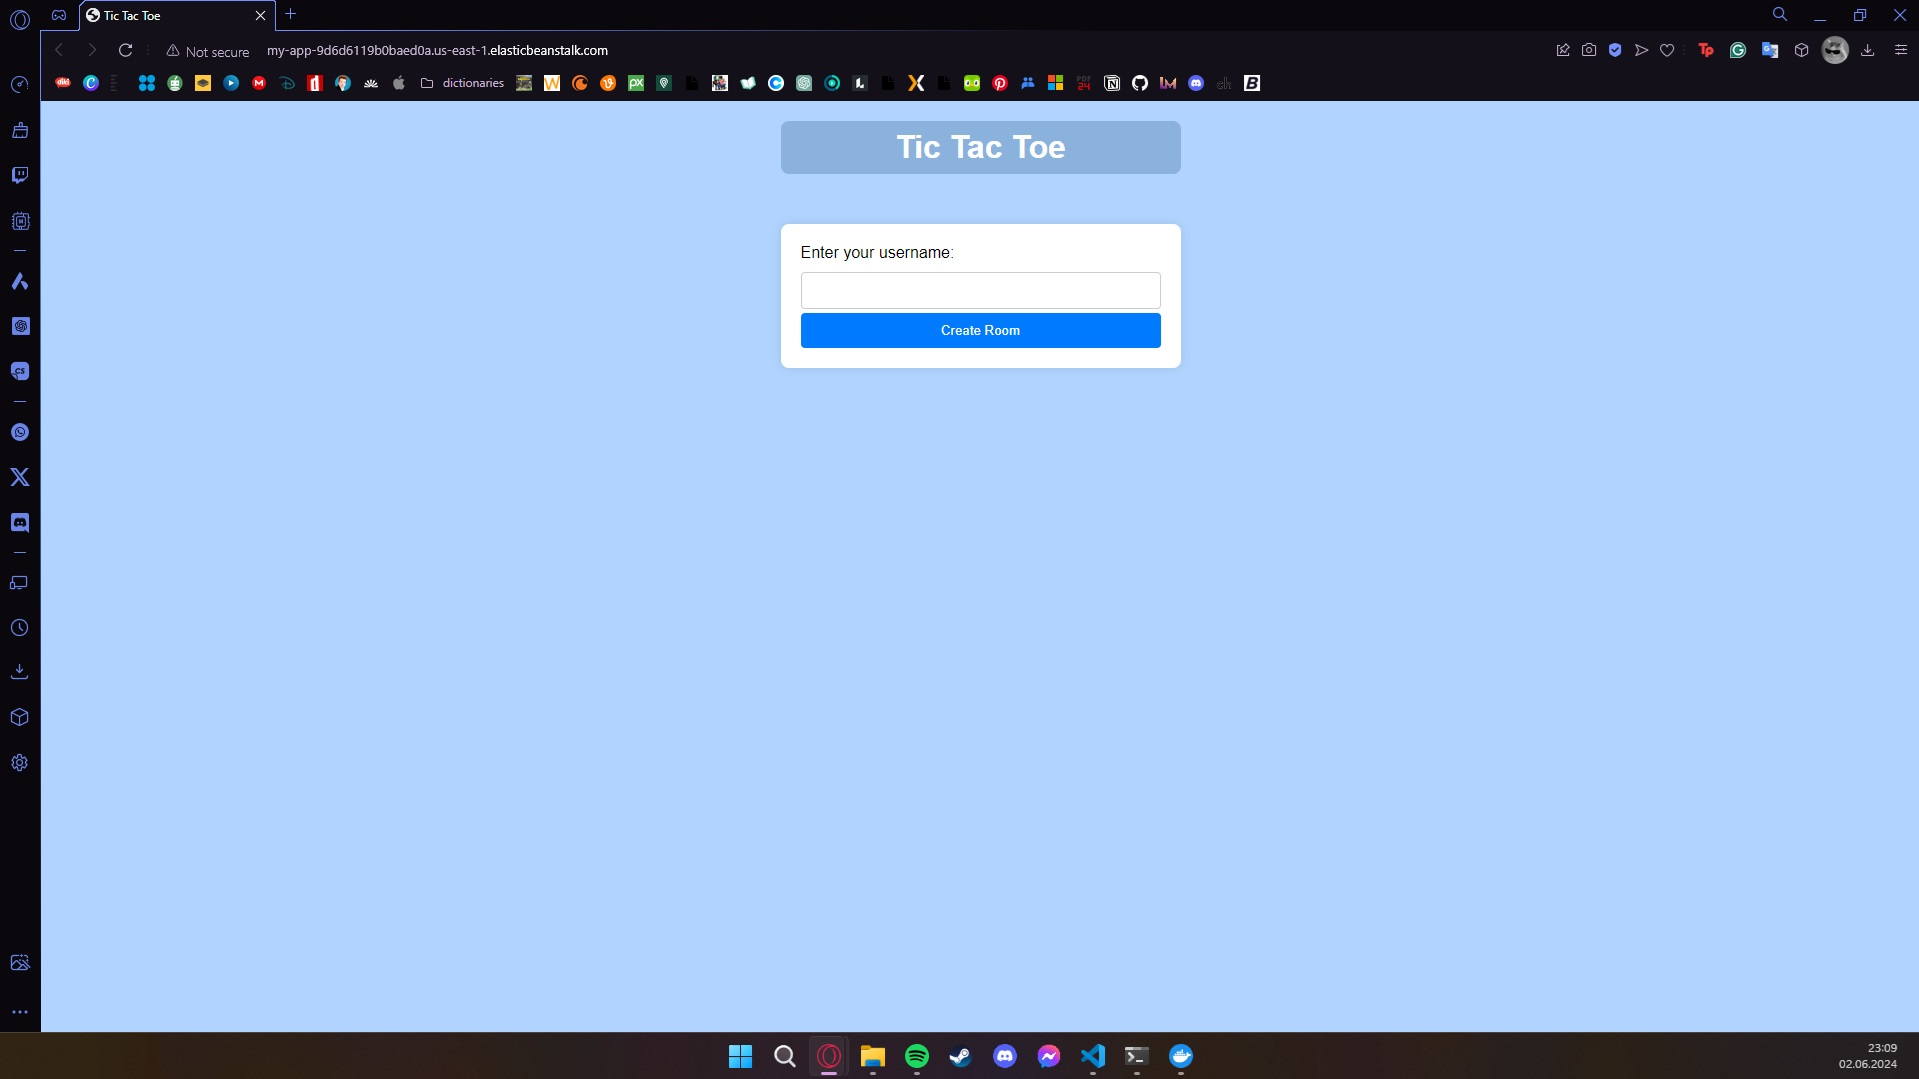 Tic Tac Toe
Not secure
my-app-9d6d6119b0baed0a.us-east-1.elasticbeanstalk.com
dictionaries
Tic Tac Toe
Enter your username:
Create Room
23:09
02.06.2024